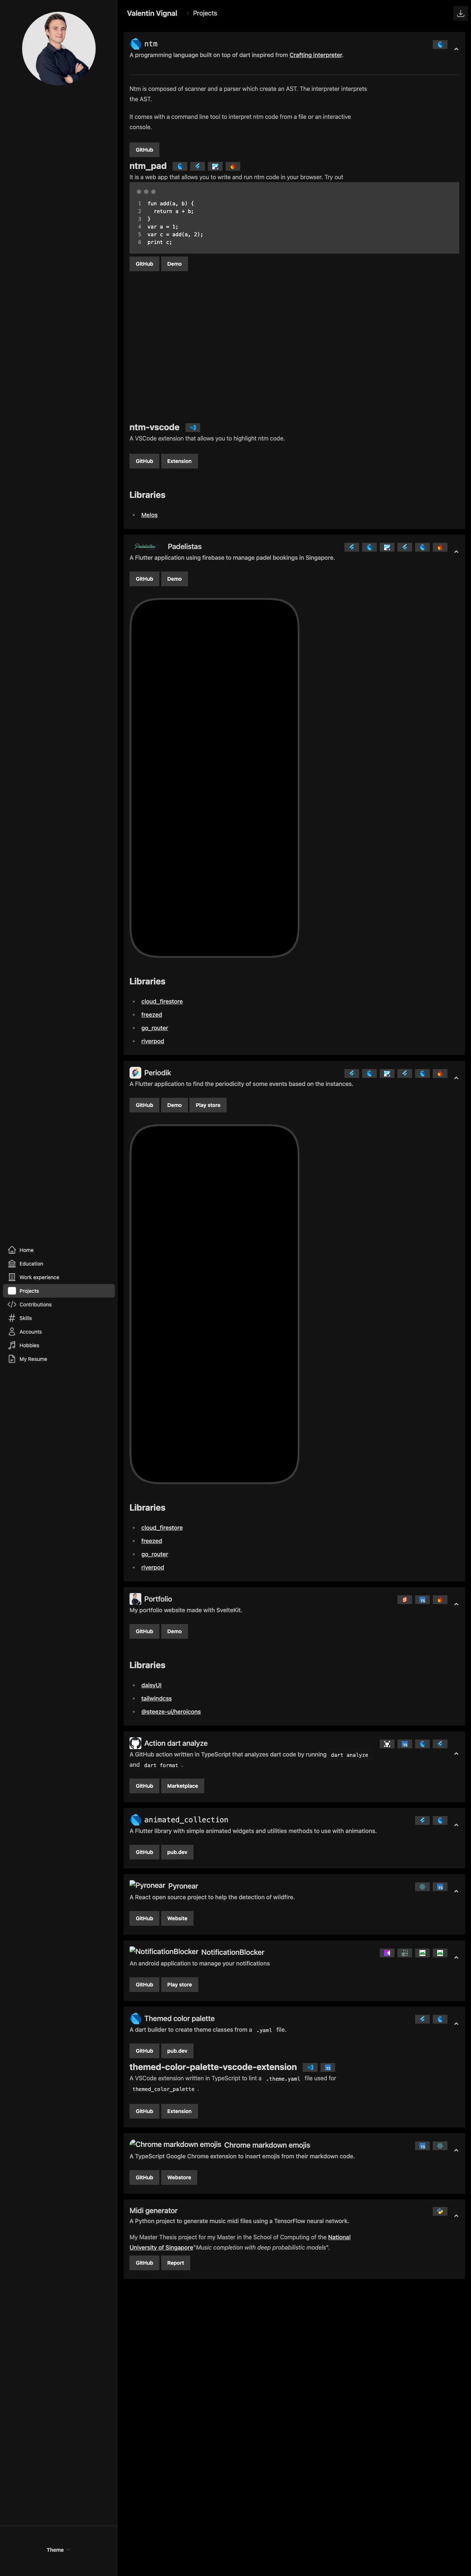 Valentin Vignal
Projects
ntm
A programming language built on top of dart inspired from Crafting interpreter.
Ntm is composed of scanner and a parser which create an AST. The interpreter interprets
the AST.
It comes with a command line tool to interpret ntm code from a file or an interactive
console.
GitHub
ntm_pad
It is a web app that allows you to write and run ntm code in your browser. Try out
1 fun add(a, b) {
2   return a + b;
3 }
4 var a = 1;
5 var c = add(a, 2);
6 print c;
GitHub Demo
ntm-vscode
A VSCode extension that allows you to highlight ntm code.
GitHub Extension
Libraries
Melos
Padelistas
A Flutter application using firebase to manage padel bookings in Singapore.
GitHub Demo
Libraries
cloud_firestore
freezed
go_router
riverpod
Periodik
A Flutter application to find the periodicity of some events based on the instances.
GitHub Demo Play store
Home
Education
Work experience
Projects
Contributions
Skills
Accounts
Hobbies
My Resume
Libraries
cloud_firestore
freezed
go_router
riverpod
Portfolio
My portfolio website made with SvelteKit.
GitHub Demo
Libraries
daisyUI
tailwindcss
@steeze-ui/heroicons
Action dart analyze
A GitHub action written in TypeScript that analyzes dart code by running dart analyze
and dart format .
GitHub Marketplace
animated_collection
A Flutter library with simple animated widgets and utilities methods to use with animations.
GitHub pub.dev
Pyronear Pyronear
A React open source project to help the detection of wildfire.
GitHub Website
NotificationBlocker NotificationBlocker
An android application to manage your notifications
GitHub Play store
Themed color palette
A dart builder to create theme classes from a .yaml file.
GitHub pub.dev
themed-color-palette-vscode-extension
A VSCode extension written in TypeScript to lint a .theme.yaml file used for
themed_color_palette .
GitHub Extension
Chrome markdown emojis Chrome markdown emojis
A TypeScript Google Chrome extension to insert emojis from their markdown code.
GitHub Webstore
Midi generator
A Python project to generate music midi files using a TensorFlow neural network.
My Master Thesis project for my Master in the School of Computing of the National
University of Singapore"Music completion with deep probabilistic models".
GitHub Report
Theme